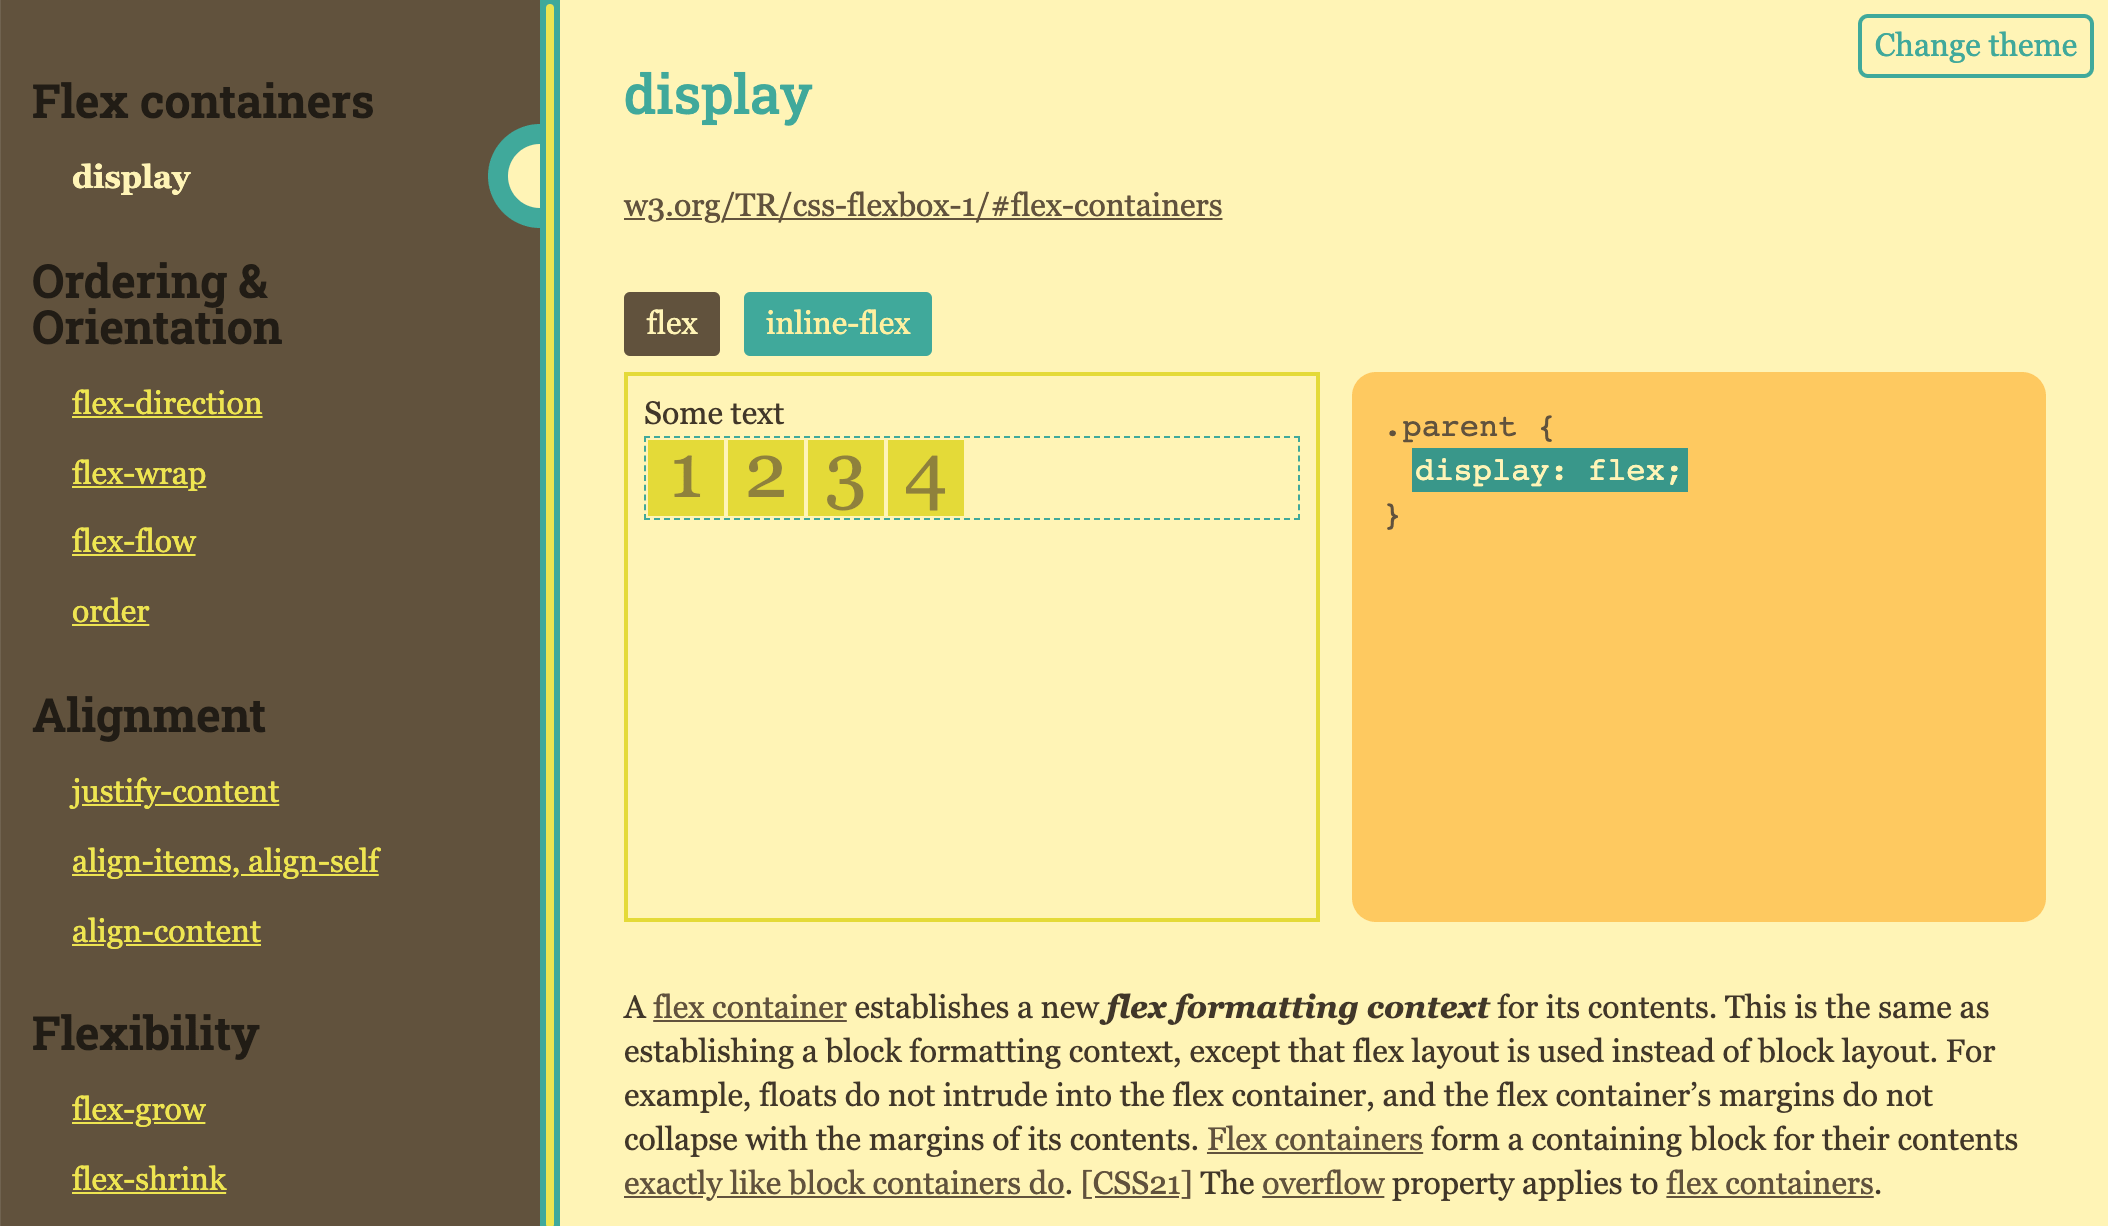 Flex containers
display
Ordering &
Orientation
flex-direction
flex-wrap
flex-flow
order
Alignment
justify-content
align-items, align-self
align-content
Flexibility
flex-grow
flex-shrink
Change theme
display
w3.org/TR/css-flexbox-1/#flex-containers
flex inline-flex
Some text
1 2 3 4
.parent {
display: flex;
}
A flex container establishes a new flex formatting context for its contents. This is the same as
establishing a block formatting context, except that flex layout is used instead of block layout. For
example, floats do not intrude into the flex container, and the flex container’s margins do not
collapse with the margins of its contents. Flex containers form a containing block for their contents
exactly like block containers do. [CSS21] The overflow property applies to flex containers.